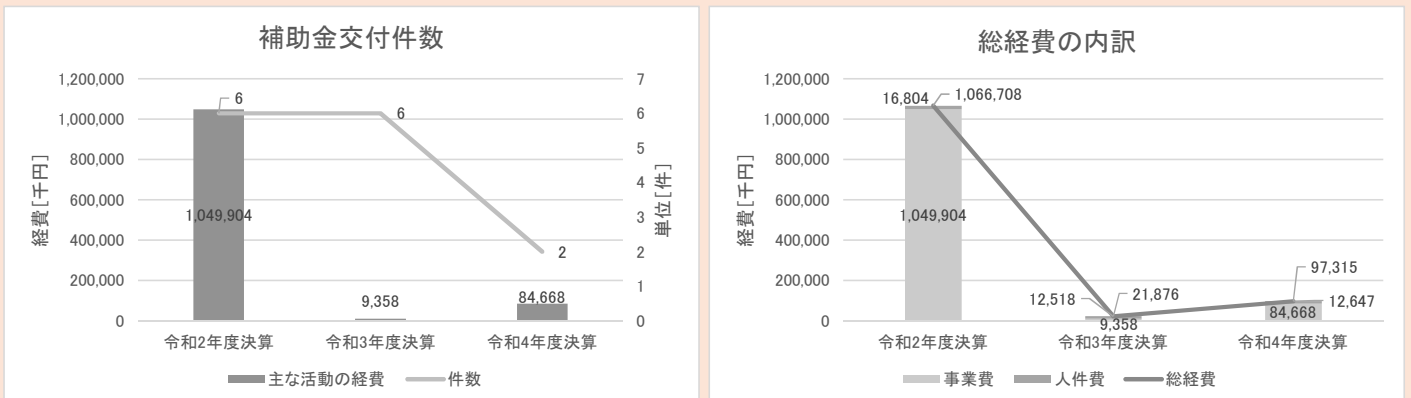 補助金交付件数
経費[千円]
1,200,000
1,000,000
800,000
600,000
400,000
200,000
0
7
6
5
4
3
2
1
0
単位[件]
6
6
2
1,049,904
9,358
84,668
令和2年度決算
令和3年度決算
令和4年度決算
主な活動の経費
件数
総経費の内訳
経費[千円]
1,200,000
1,000,000
800,000
600,000
400,000
200,000
0
16,804
1,066,708
1,049,904
12,518
21,876
9,358
97,315
12,647
84,668
令和2年度決算
令和3年度決算
令和4年度決算
事業費
人件費
総経費